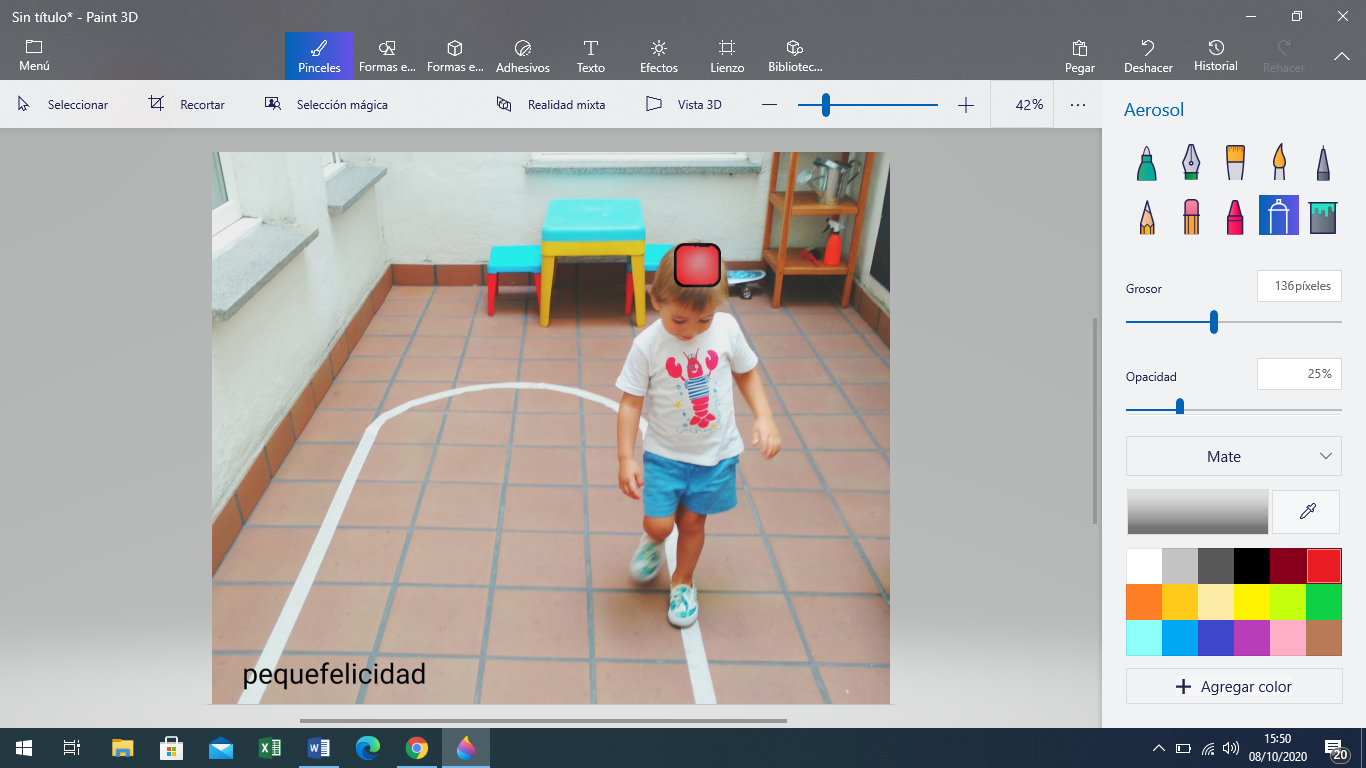 Sin título* - Paint 3D
Menú
Pinceles
Formas e...
Formas e...
Adhesivos
Texto
Efectos
Lienzo
Bibliotec...
Pegar
Deshacer
Historial
Rehacer
Seleccionar
Recortar
Selección mágica
Realidad mixta
Vista 3D
42%
Aerosol
Grosor
136píxeles
Opacidad
25%
Mate
Agregar color
pequefelicidad
15:50
08/10/2020
20